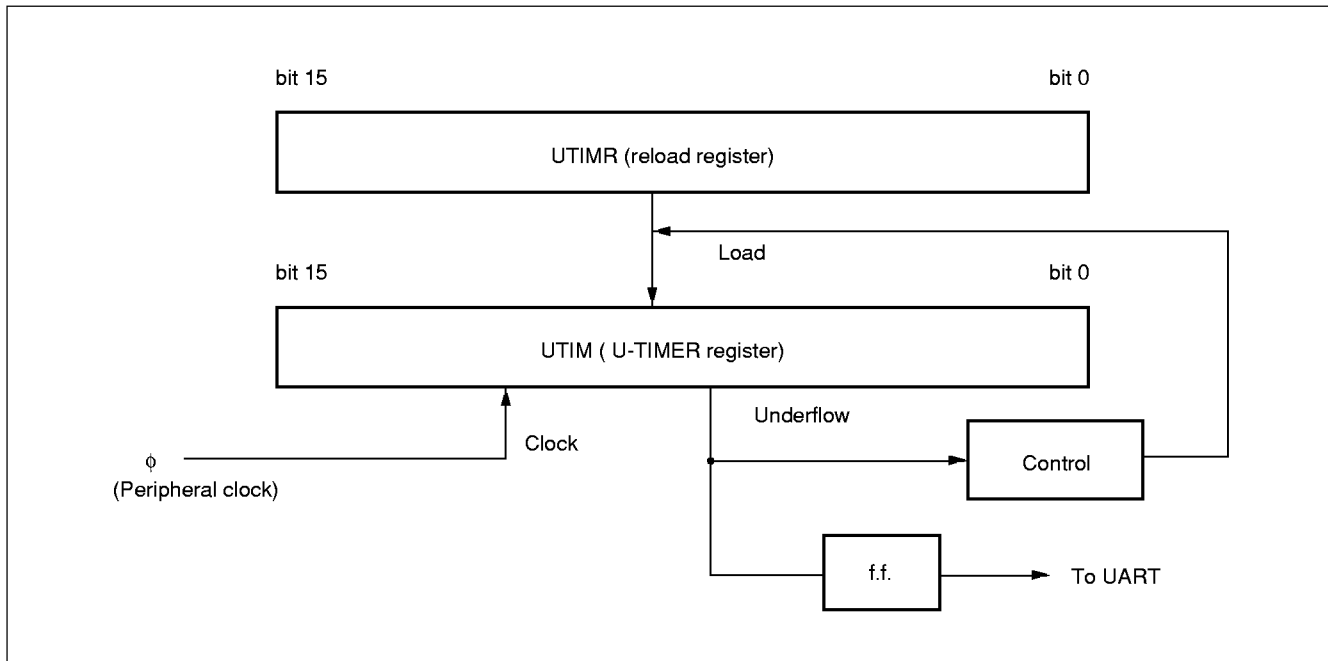 bit 15
bit 0
UTIMR (reload register)
Load
bit 15
bit 0
UTIM ( U-TIMER register)
Underflow
Clock
ϕ
(Peripheral clock)
Control
f.f.
To UART